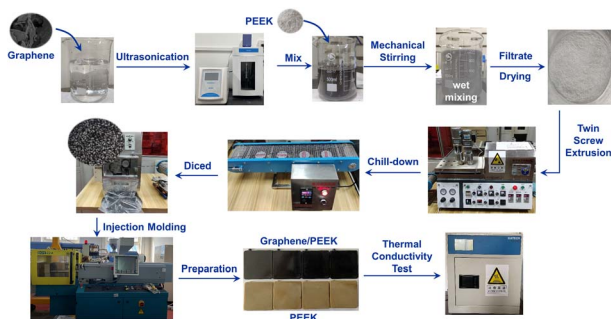 PEEK
Graphene
Ultrasonication
Mix
Mechanical
Stirring
wet
mixing
Filtrate
Drying
Twin
Screw
Extrusion
Chill-down
Diced
Injection Molding
Preparation
Graphene/PEEK
PEEK
Thermal
Conductivity
Test